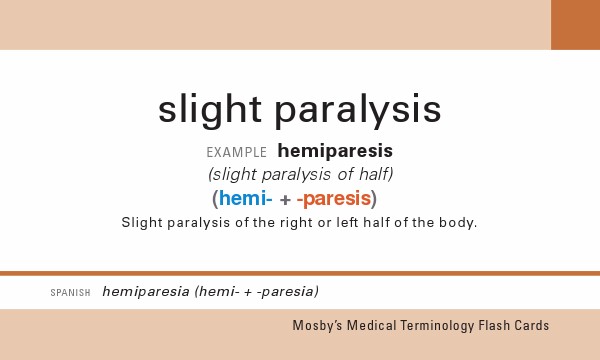 slight paralysis
EXAMPLE hemiparesis
(slight paralysis of half)
(hemi- + -paresis)
Slight paralysis of the right or left half of the body.
SPANISH hemiparesia (hemi- + -paresia)
Mosby's Medical Terminology Flash Cards